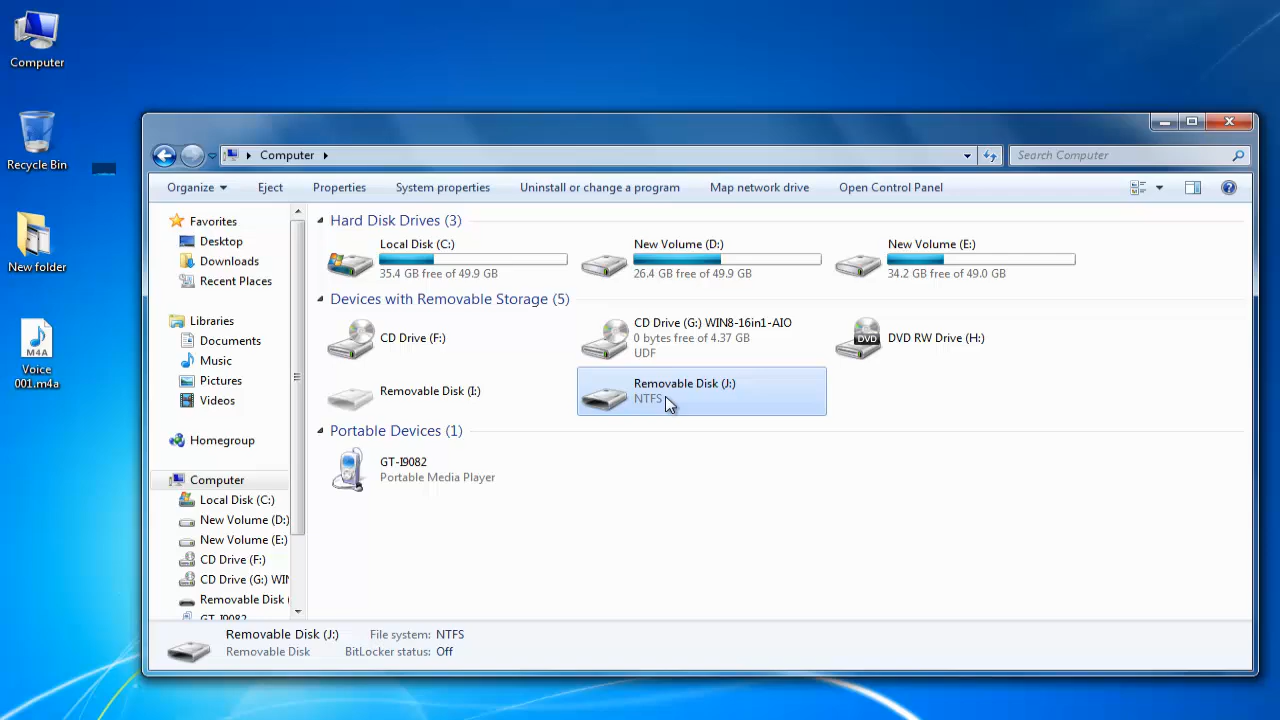 Computer
Recycle Bin
New folder
Voice
001.m4a
Computer
Search Computer
Organize
Eject
Properties
System properties
Uninstall or change a program
Map network drive
Open Control Panel
Favorites
Desktop
Downloads
Recent Places
Libraries
Documents
Music
Pictures
Videos
Homegroup
Computer
Local Disk (C:)
New Volume (D:)
New Volume (E:)
CD Drive (F:)
CD Drive (G:) WIN
Removable Disk (
GT-I9082
Hard Disk Drives (3)
Local Disk (C:)
35.4 GB free of 49.9 GB
New Volume (D:)
26.4 GB free of 49.9 GB
New Volume (E:)
34.2 GB free of 49.0 GB
Devices with Removable Storage (5)
CD Drive (F:)
CD Drive (G:) WIN8-16in1-AIO
0 bytes free of 4.37 GB
UDF
DVD
DVD RW Drive (H:)
Removable Disk (I:)
Removable Disk (J:)
NTFS
Portable Devices (1)
GT-I9082
Portable Media Player
Removable Disk (J:) File system: NTFS
Removable Disk BitLocker status: Off